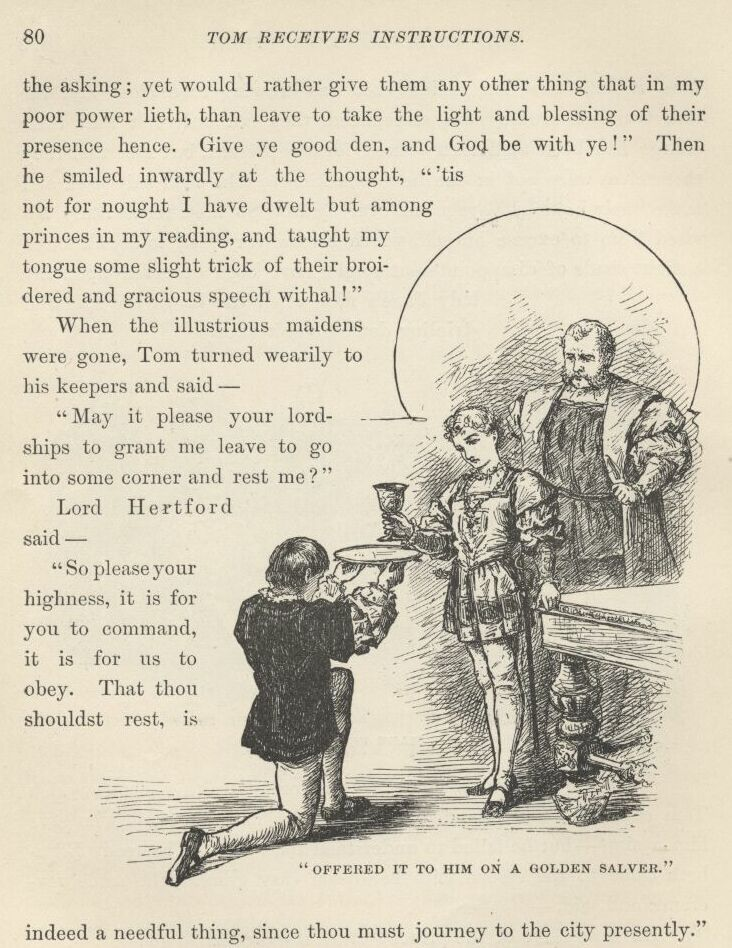 80
TOM RECEIVES INSTRUCTIONS.
the asking; yet would I rather give them any other thing that in my
poor power lieth, than leave to take the light and blessing of their
presence hence. Give ye good den, and God be with ye!" Then
he smiled inwardly at the thought, "'tis
not for nought I have dwelt but among
princes in my reading, and taught my
tongue some slight trick of their broi-
dered and gracious speech withal!"
When the illustrious maidens
were gone, Tom turned wearily to
his keepers and said—
"May it please your lord-
ships to grant me leave to go
into some corner and rest me?"
Lord Hertford
said—
"So please your
highness, it is for
you to command,
it is for us to
obey. That thou
shouldst rest, is
"OFFERED IT TO HIM ON A GOLDEN SALVER."
indeed a needful thing, since thou must journey to the city presently."